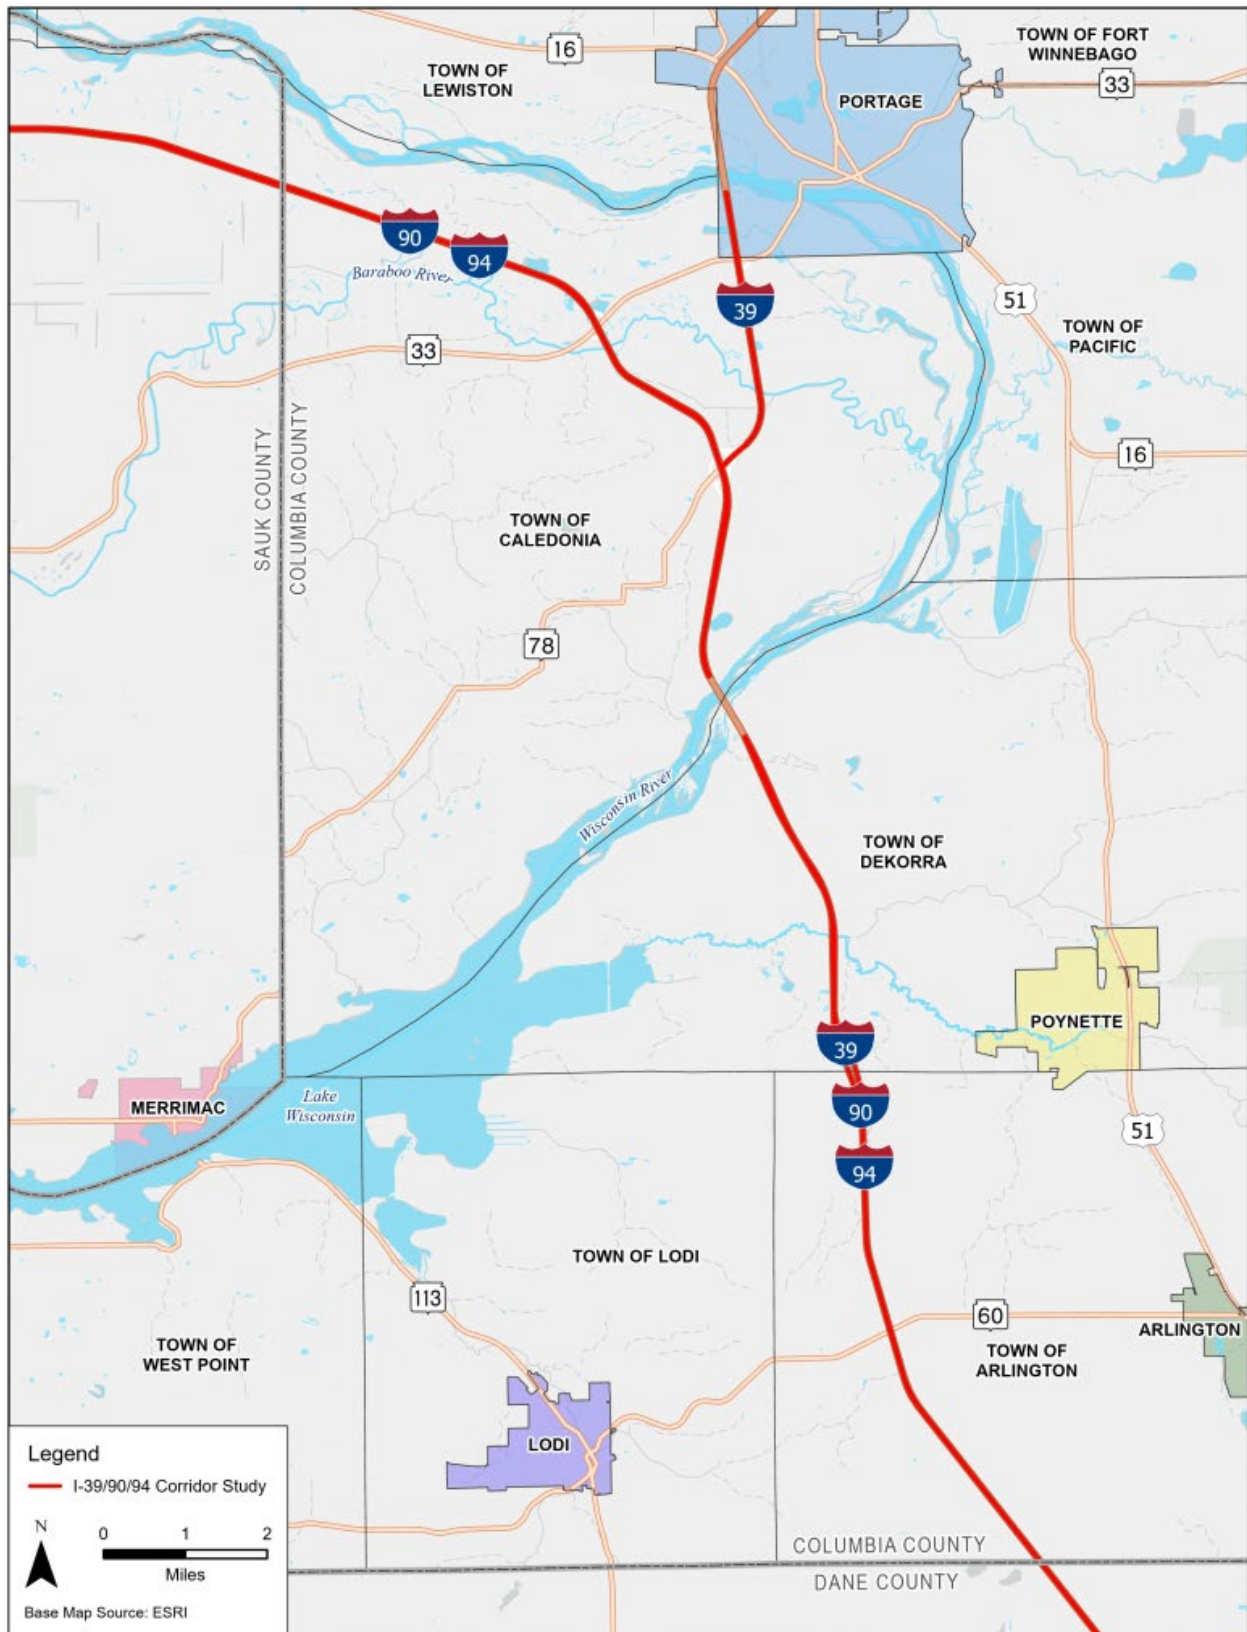 TOWN OF FORT
WINNEBAGO
16
TOWN OF
LEWISTON
33
PORTAGE
90
94
Baraboo River
39
51
TOWN OF
PACIFIC
33
16
SAUK COUNTY
COLUMBIA COUNTY
TOWN OF
CALEDONIA
78
Wisconsin River
TOWN OF
DEKORRA
POYNETTE
39
MERRIMAC
Lake
Wisconsin
90
51
94
TOWN OF LODI
113
60
ARLINGTON
TOWN OF
WEST POINT
TOWN OF
ARLINGTON
LODI
Legend
I-39/90/94 Corridor Study
N
0 1 2
Miles
Base Map Source: ESRI
COLUMBIA COUNTY
DANE COUNTY